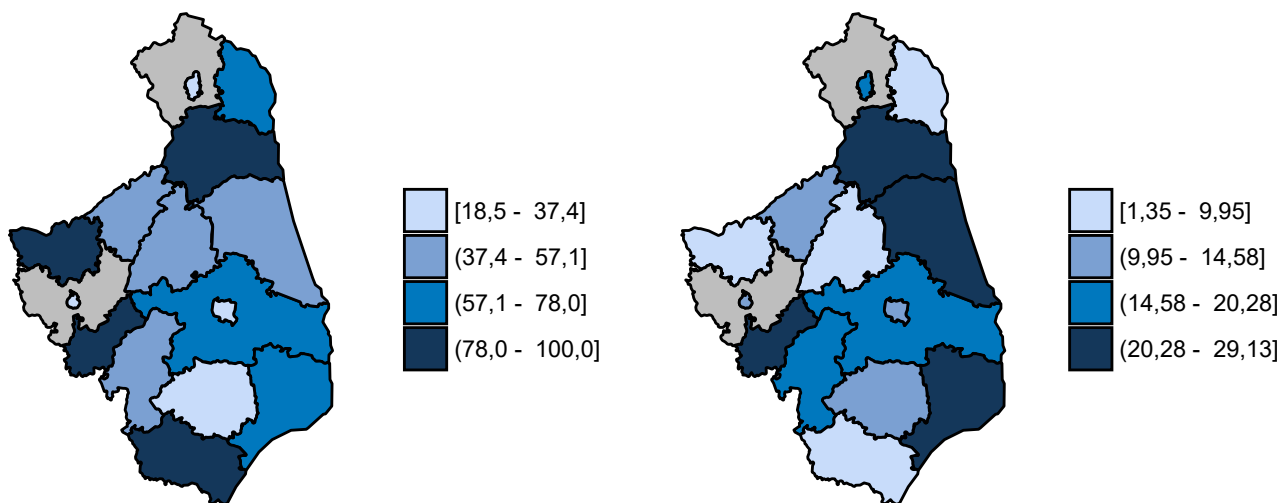 [18,5 - 37,4]
(37,4 - 57,1]
(57,1 - 78,0]
(78,0 - 100,0]
[1,35 - 9,95]
(9,95 - 14,58]
(14,58 - 20,28]
(20,28 - 29,13]